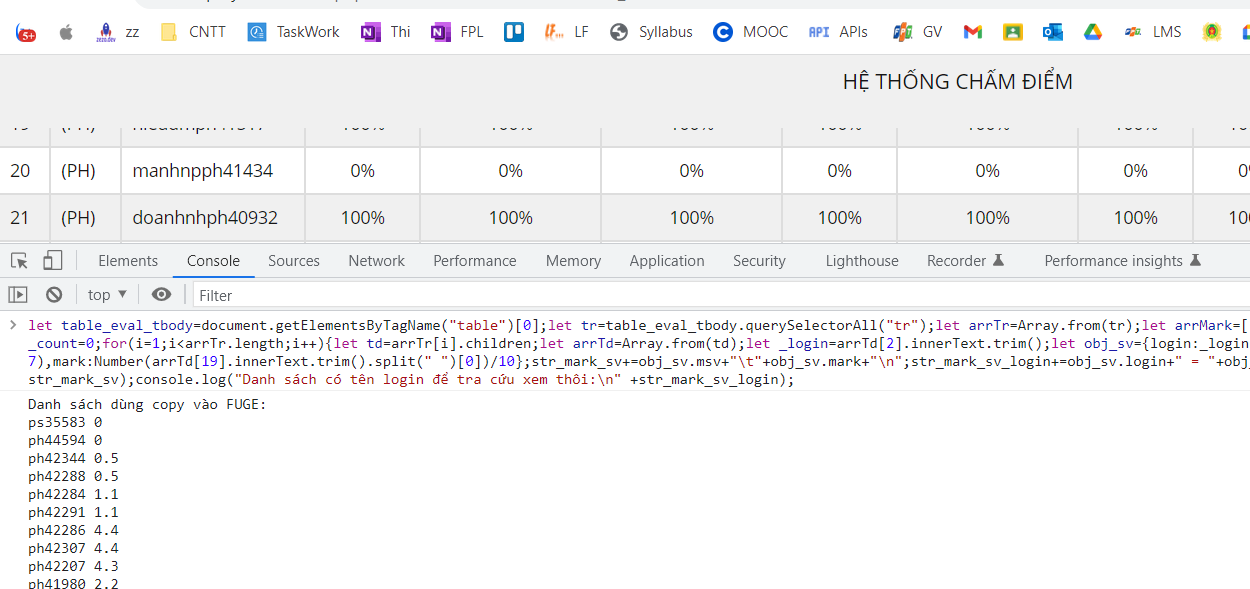 5+ zz CNTT TaskWork Thi FPL LF Syllabus MOOC API APIs GV LMS
HỆ THỐNG CHẤM ĐIỂM
20 (PH) manhnpph41434 0% 0% 0% 0% 0% 0%
21 (PH) doanhnhph40932 100% 100% 100% 100% 100% 100% 100
Elements Console Sources Network Performance Memory Application Security Lighthouse Recorder Performance insights
top Filter
let table_eval_tbody=document.getElementsByTagName("table")[0];let tr=table_eval_tbody.querySelectorAll("tr");let arrTr=Array.from(tr);let arrMark=[
_count=0;for(i=1;i<arrTr.length;i++){let td=arrTr[i].children;let arrTd=Array.from(td);let _login=arrTd[2].innerText.trim();let obj_sv={login:_login
7),mark:Number(arrTd[19].innerText.trim().split(" ")[0])/10};str_mark_sv+=obj_sv.msv+"\t"+obj_sv.mark+"\n";str_mark_sv_login+=obj_sv.login+" = "+obj_
str_mark_sv);console.log("Danh sách có tên login để tra cứu xem thôi:\n" +str_mark_sv_login);
Danh sách dùng copy vào FUGE:
ps35583 0
ph44594 0
ph42344 0.5
ph42288 0.5
ph42284 1.1
ph42291 1.1
ph42286 4.4
ph42307 4.4
ph42207 4.3
ph41980 2.2